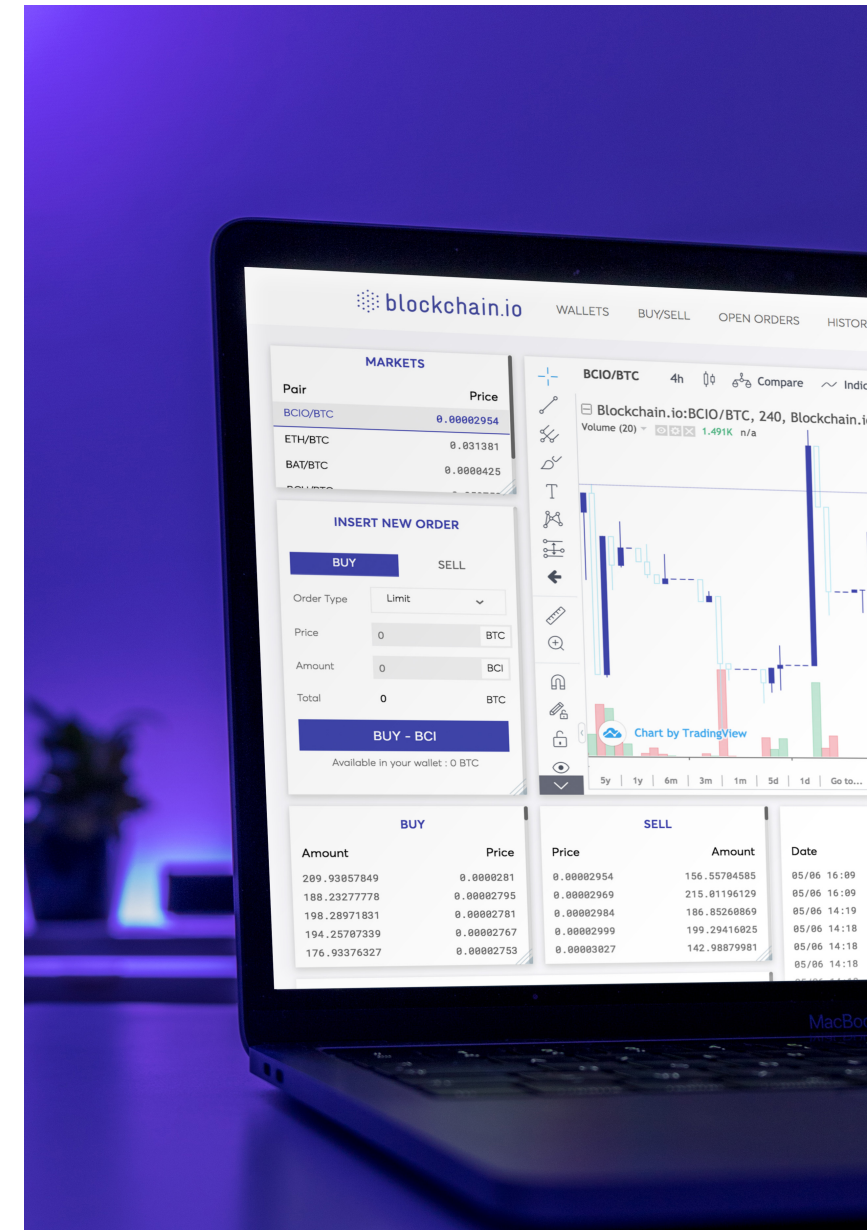 blockchain.io WALLETS BUY/SELL OPEN ORDERS HISTOR
MARKETS
Pair Price
BCIO/BTC 0.00002954
ETH/BTC 0.031381
BAT/BTC 0.0000425
INSERT NEW ORDER
BUY SELL
Order Type Limit
Price 0 BTC
Amount 0 BCI
Total 0 BTC
BUY - BCI
Available in your wallet : 0 BTC
BCIO/BTC 4h Compare Indic
Blockchain.io:BCIO/BTC, 240, Blockchain.i
Volume (20) 1.491K n/a
T
Chart by TradingView
5y | 1y | 6m | 3m | 1m | 5d | 1d | Go to...
BUY
Amount Price
209.93057849 0.0000281
188.23277778 0.00002795
198.28971831 0.00002781
194.25707339 0.00002767
176.93376327 0.00002753
SELL
Price Amount
0.00002954 156.55704585
0.00002969 215.01196129
0.00002984 186.85260869
0.00002999 199.29416025
0.00003027 142.98879981
Date
05/06 16:09
05/06 16:09
05/06 14:19
05/06 14:18
05/06 14:18
05/06 14:18
MacBoo